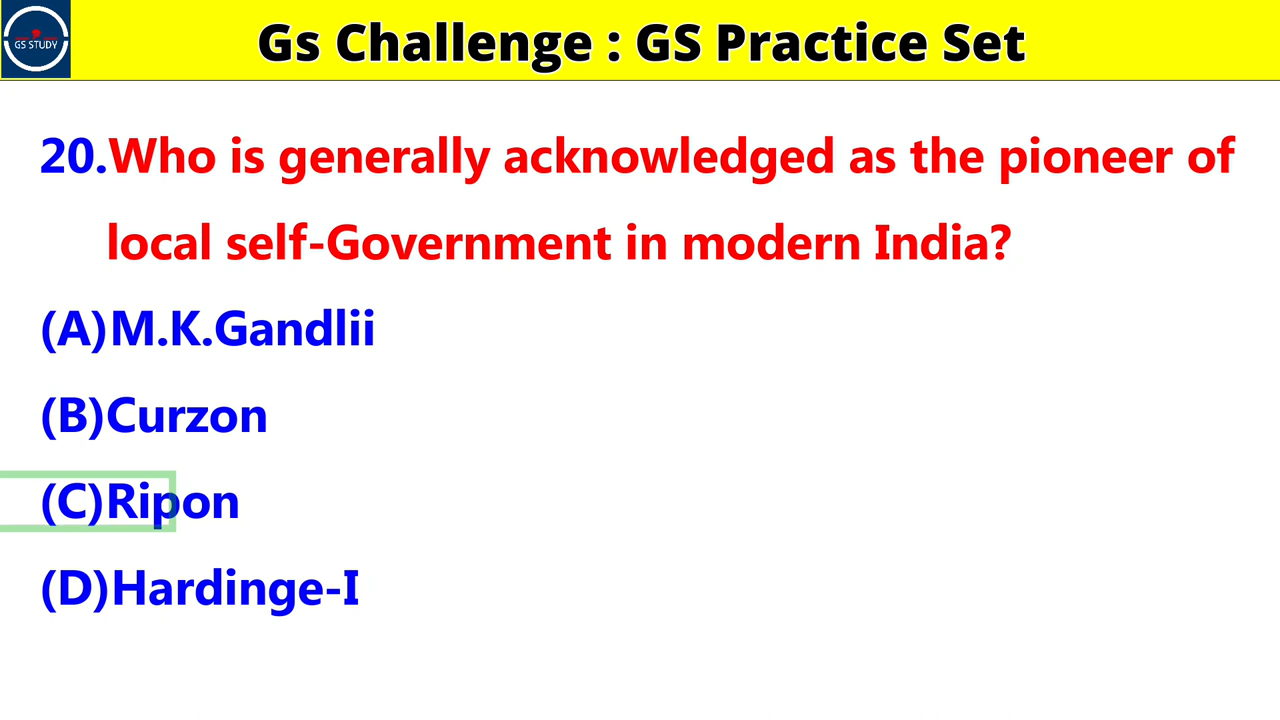 GS STUDY
Gs Challenge : GS Practice Set
20.Who is generally acknowledged as the pioneer of
local self-Government in modern India?
(A)M.K.Gandlii
(B)Curzon
(C)Ripon
(D)Hardinge-I